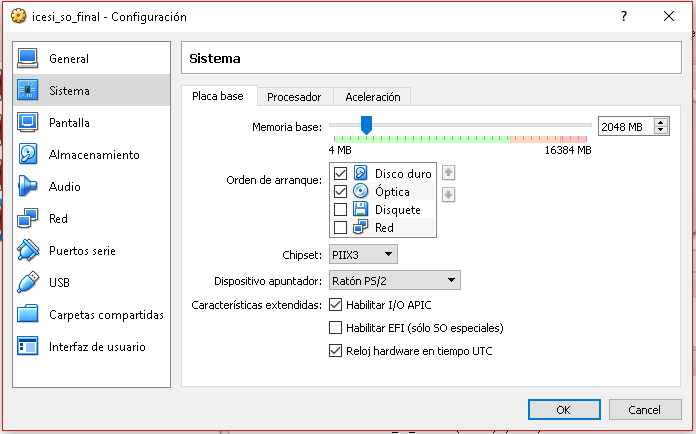 icesi_so_final - Configuración
?
General
Sistema
Pantalla
Almacenamiento
Audio
Red
Puertos serie
USB
Carpetas compartidas
Interfaz de usuario
Sistema
Placa base Procesador Aceleración
Memoria base: 2048 MB
4 MB 16384 MB
Orden de arranque: Disco duro
Óptica
Disquete
Red
Chipset: PIIX3
Dispositivo apuntador: Ratón PS/2
Características extendidas: Habilitar I/O APIC
Habilitar EFI (sólo SO especiales)
Reloj hardware en tiempo UTC
OK Cancel